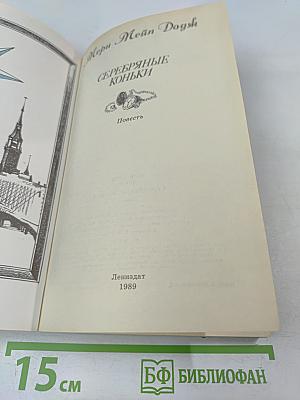 Мери Мейп Додж
СЕРЕБРЯНЫЕ
КОНЬКИ
Повесть
Лениздат
1989
15 см
БФ БИБЛИОФАН